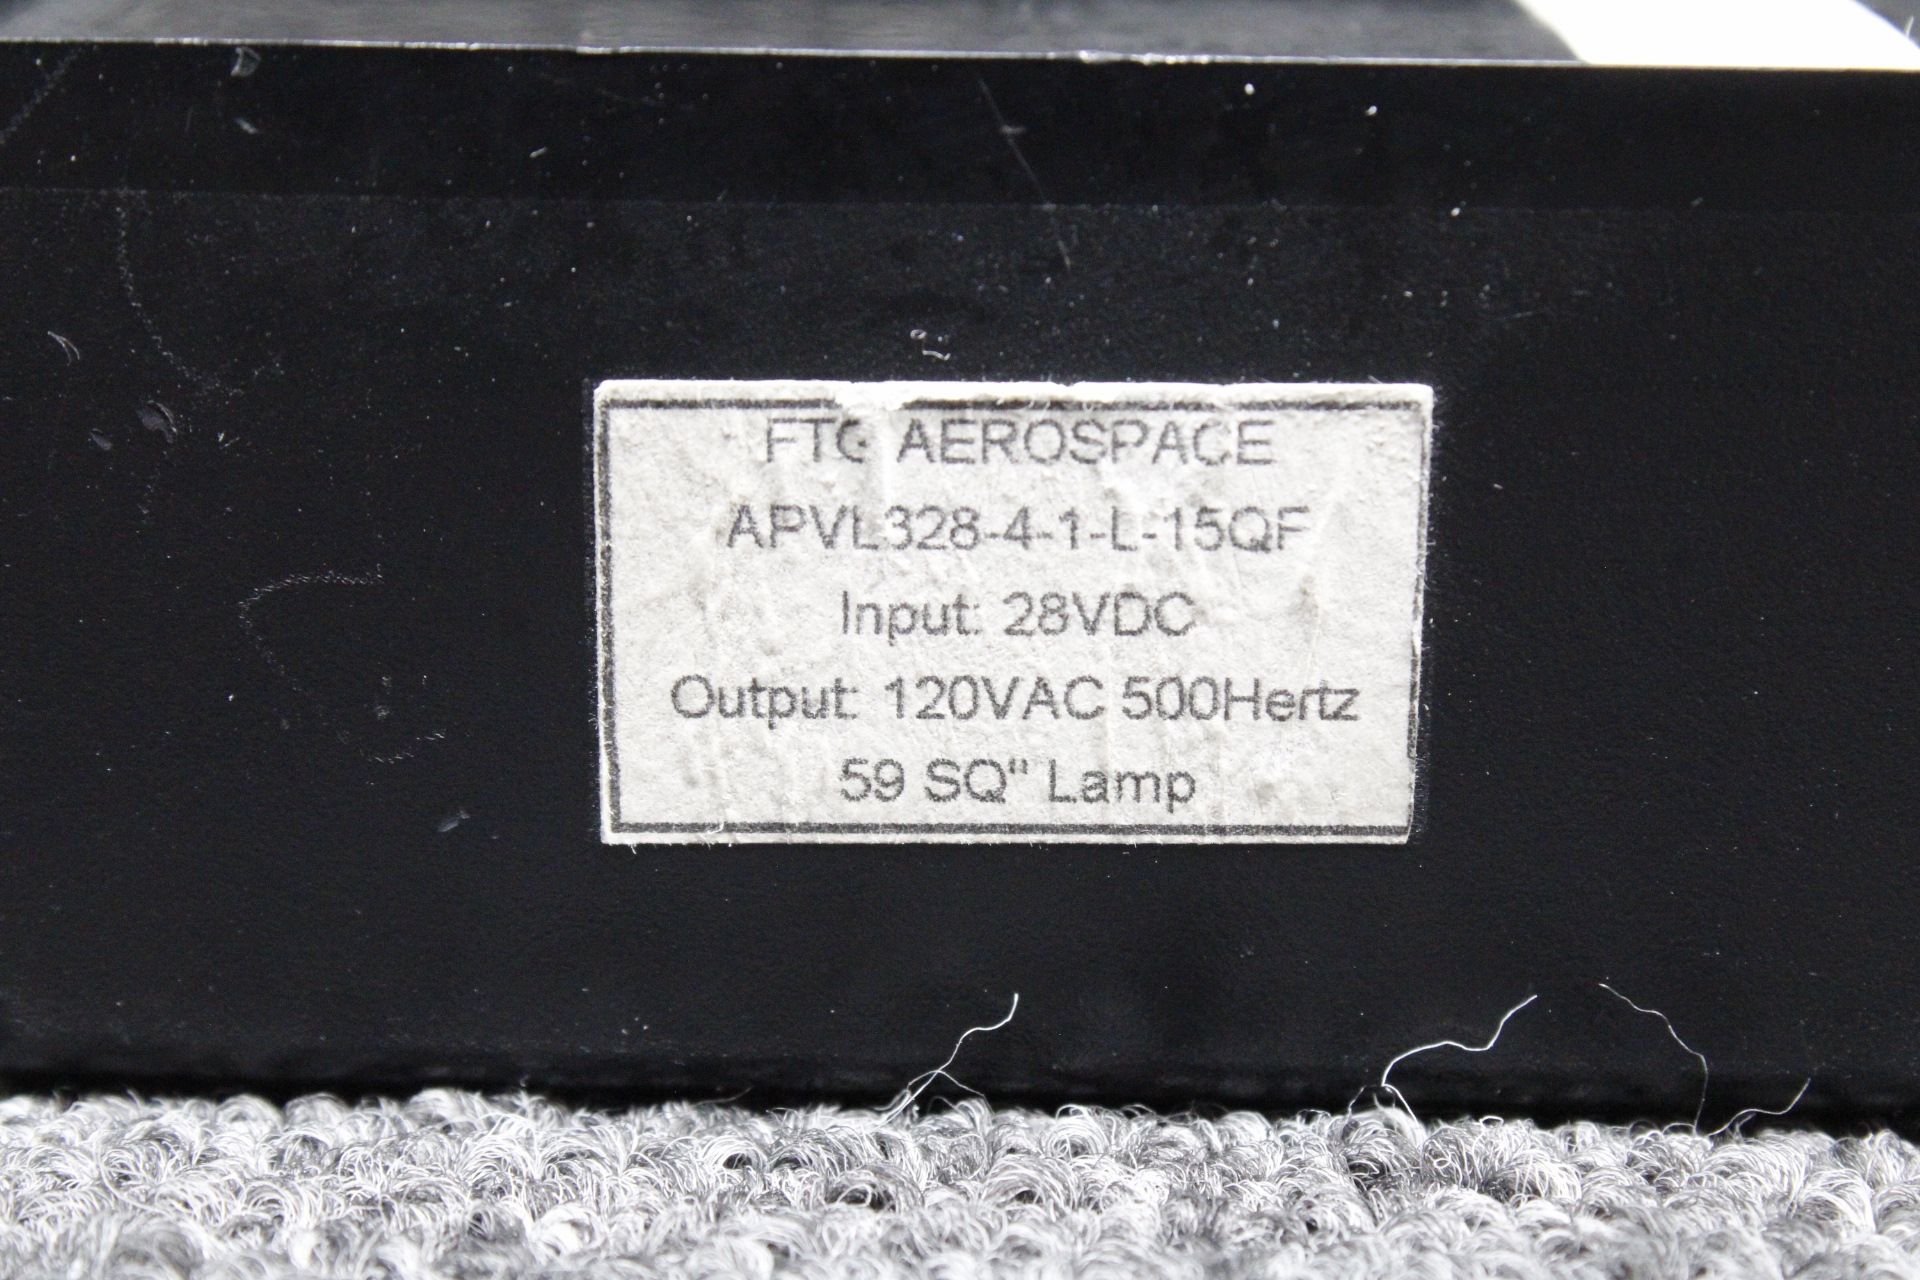 FTG AEROSPACE
APVL328-4-1-L-15QF
Input: 28VDC
Output: 120VAC 500Hertz
59 SQ" Lamp